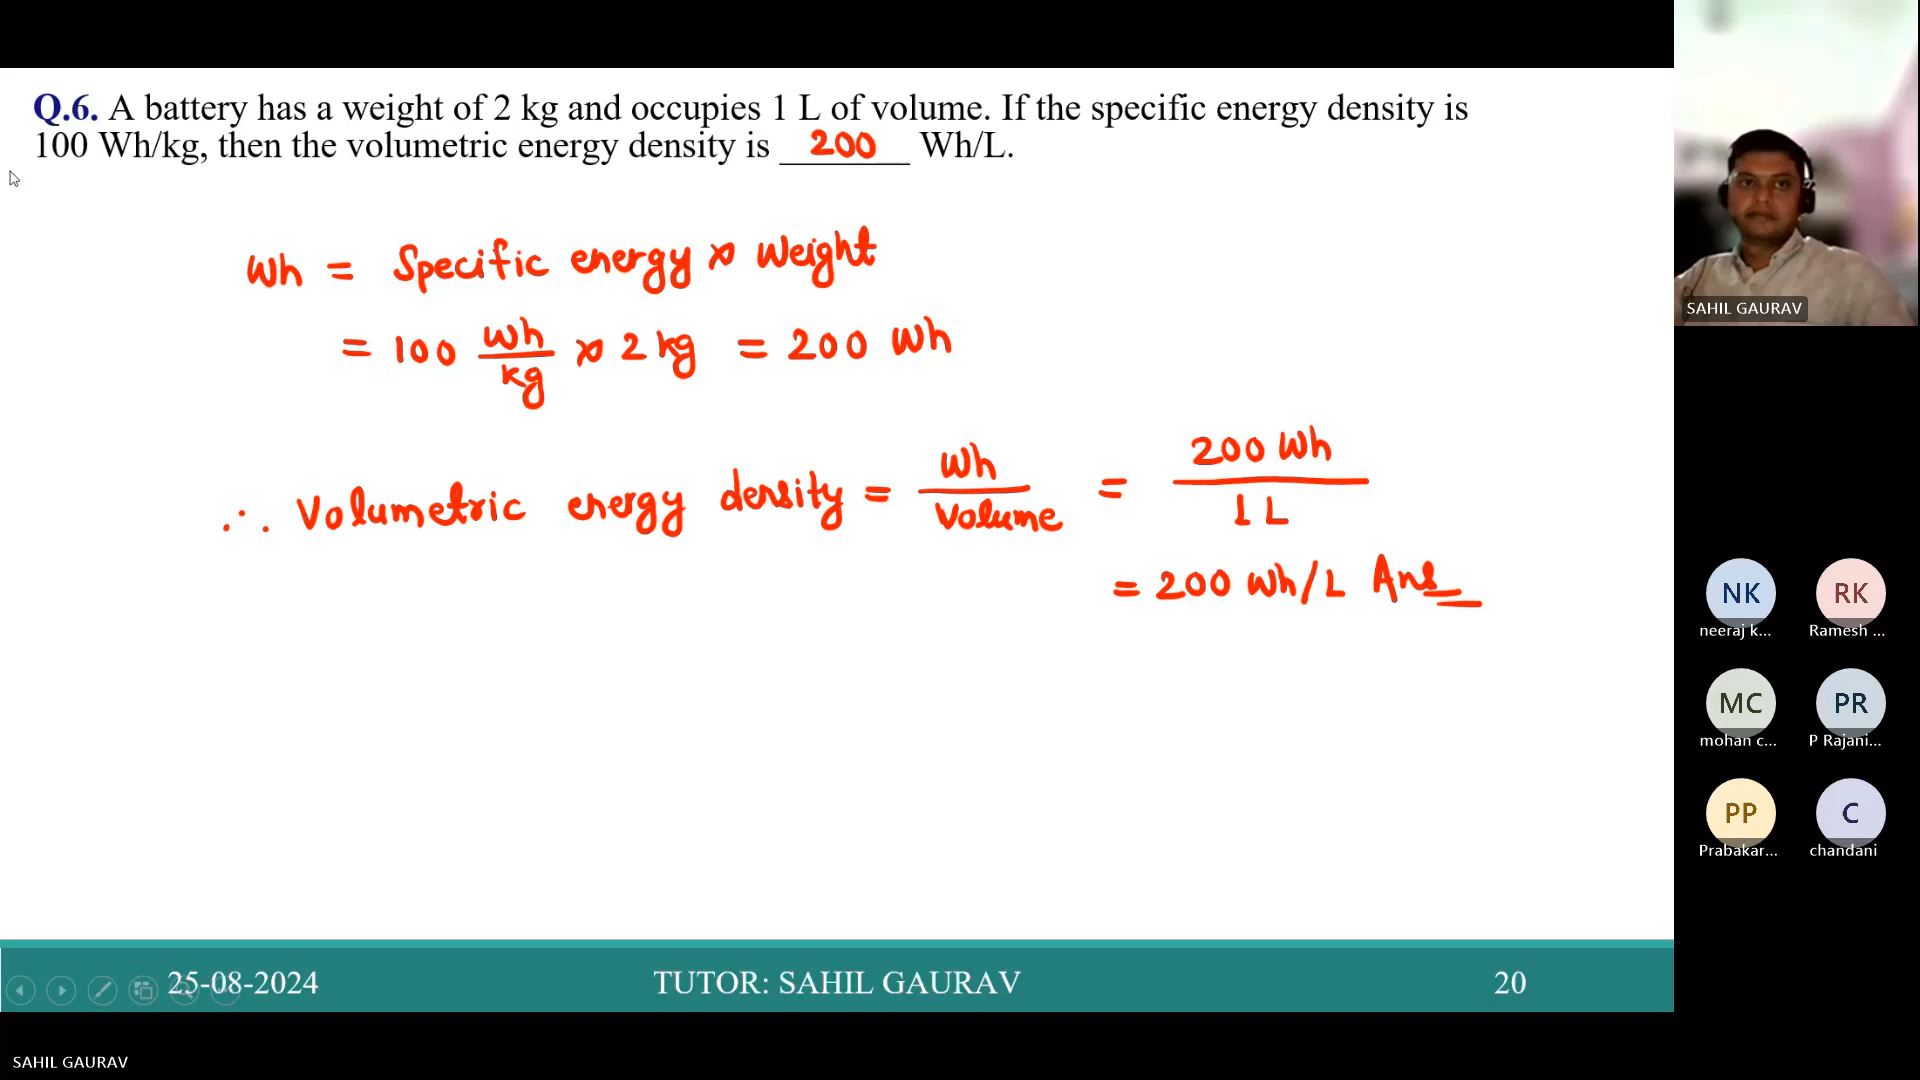 Q.6. A battery has a weight of 2 kg and occupies 1 L of volume. If the specific energy density is
100 Wh/kg, then the volumetric energy density is 200 Wh/L.
Wh = Specific energy × Weight
= 100 Wh/kg × 2 kg = 200 Wh
∴ Volumetric energy density = Wh/Volume = 200 Wh/1 L
= 200 Wh/L Ans
25-08-2024 TUTOR: SAHIL GAURAV 20
SAHIL GAURAV
SAHIL GAURAV
NK RK
neeraj k... Ramesh ...
MC PR
mohan c... P Rajani...
PP C
Prabakar... chandani